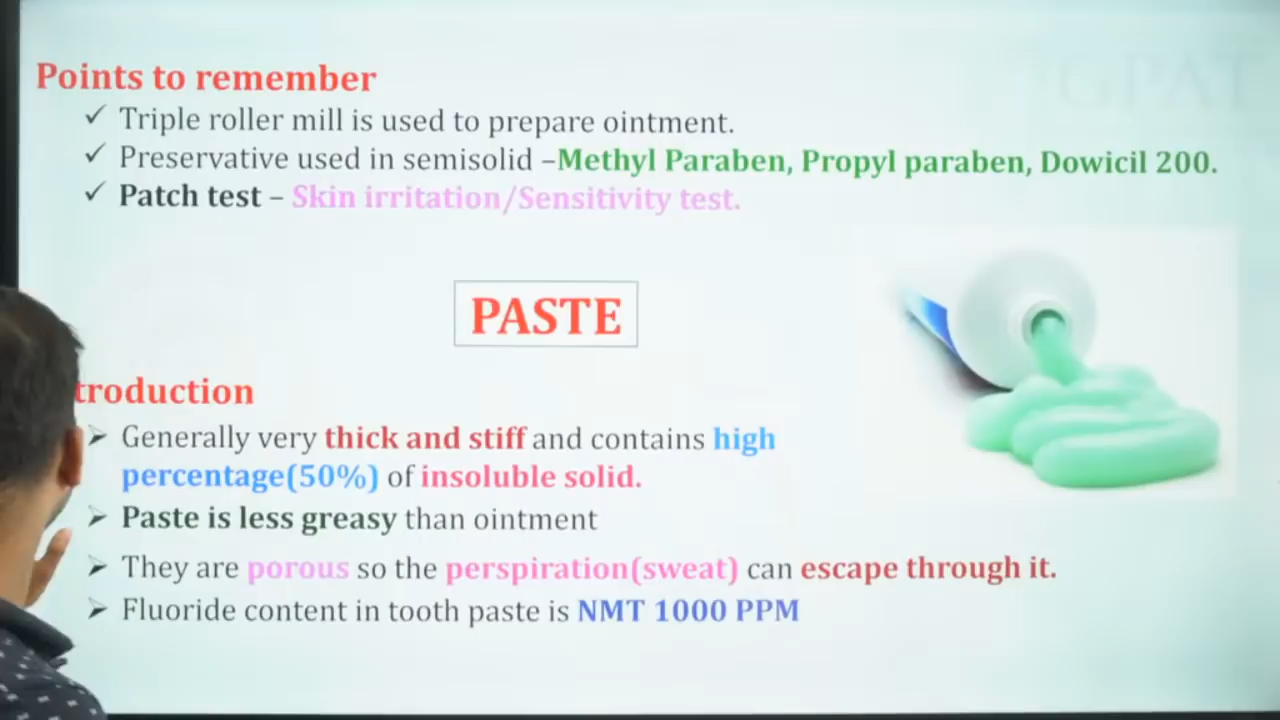 GPAT
Points to remember
✓ Triple roller mill is used to prepare ointment.
✓ Preservative used in semisolid –Methyl Paraben, Propyl paraben, Dowicil 200.
✓ Patch test – Skin irritation/Sensitivity test.
PASTE
troduction
➢ Generally very thick and stiff and contains high
percentage(50%) of insoluble solid.
➢ Paste is less greasy than ointment
➢ They are porous so the perspiration(sweat) can escape through it.
➢ Fluoride content in tooth paste is NMT 1000 PPM